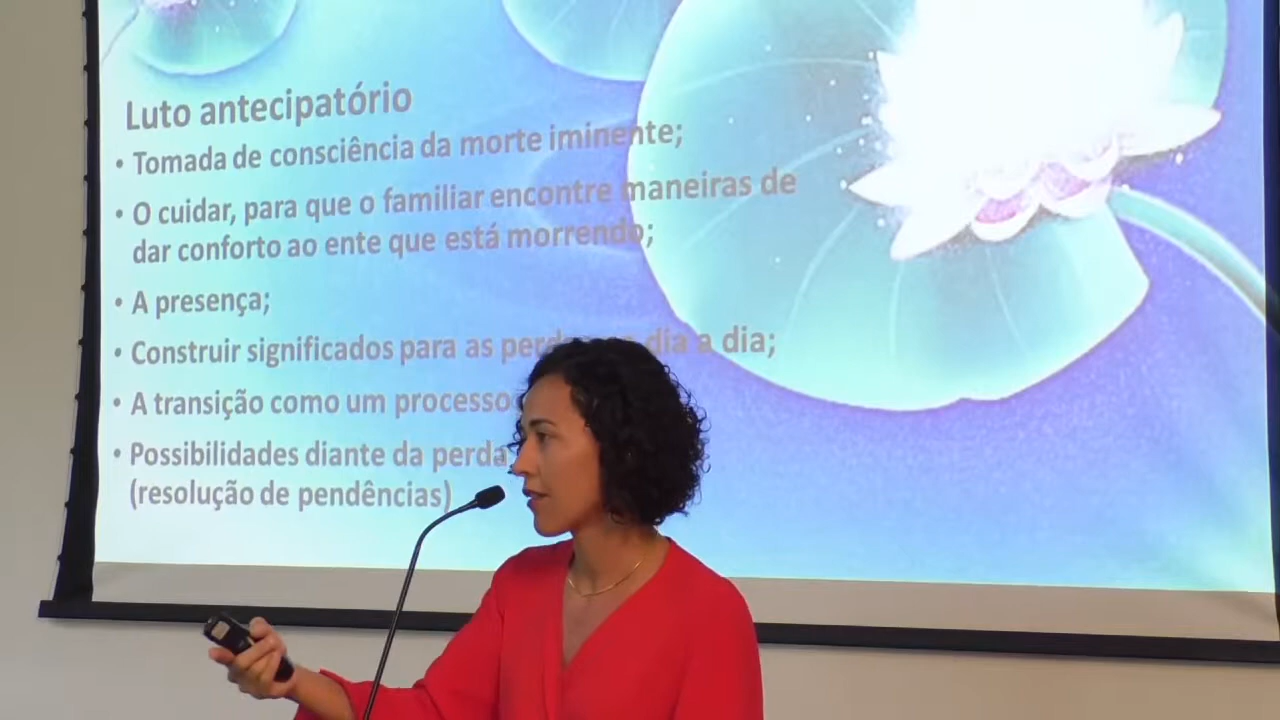 Luto antecipatório
• Tomada de consciência da morte iminente;
• O cuidar, para que o familiar encontre maneiras de
dar conforto ao ente que está morrendo;
• A presença;
• Construir significados para as dia a dia;
• A transição como um processo
• Possibilidades diante da perda
(resolução de pendências)